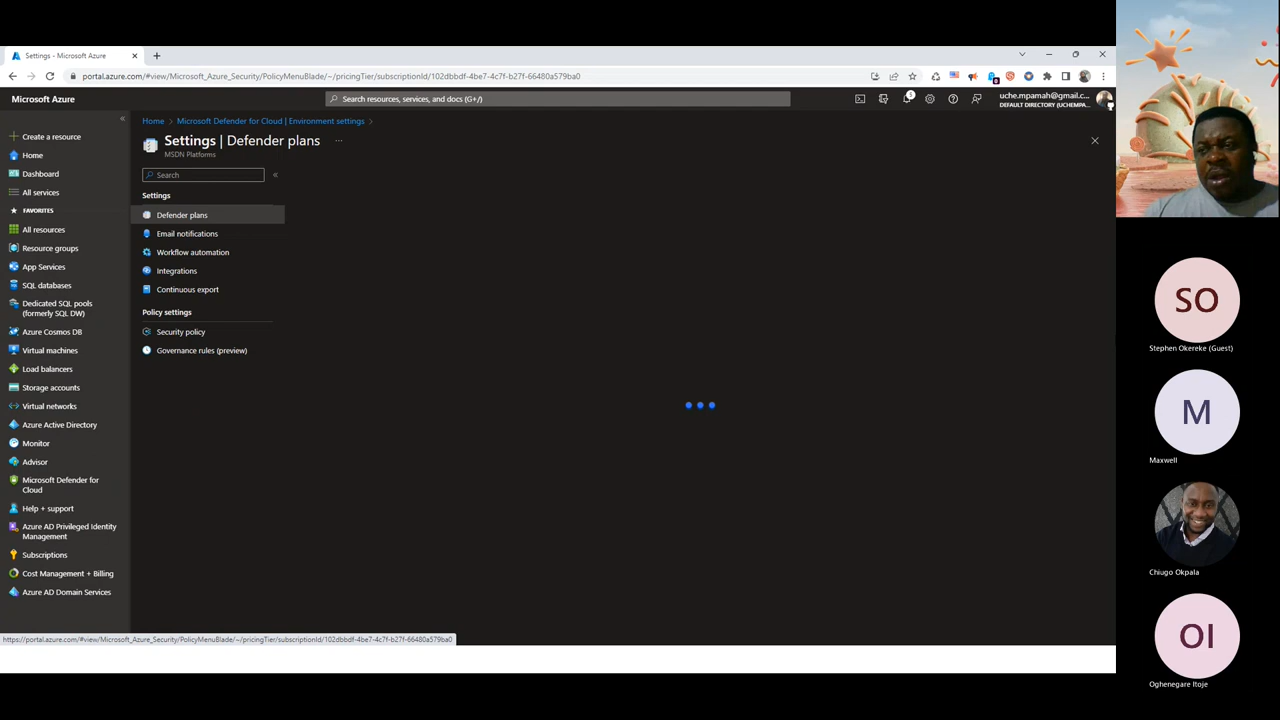 Settings - Microsoft Azure
portal.azure.com/#view/Microsoft_Azure_Security/PolicyMenuBlade/~/pricingTier/subscriptionId/102dbbdf-4be7-4c7f-b27f-66480a579ba0
Microsoft Azure
Search resources, services, and docs (G+/)
5
uche.mpamah@gmail.c...
DEFAULT DIRECTORY (UCHEMPA...
Create a resource
Home
Dashboard
All services
FAVORITES
All resources
Resource groups
App Services
SQL databases
Dedicated SQL pools
(formerly SQL DW)
Azure Cosmos DB
Virtual machines
Load balancers
Storage accounts
Virtual networks
Azure Active Directory
Monitor
Advisor
Microsoft Defender for
Cloud
Help + support
Azure AD Privileged Identity
Management
Subscriptions
Cost Management + Billing
Azure AD Domain Services
Home
Microsoft Defender for Cloud | Environment settings
Settings | Defender plans
MSDN Platforms
Search
Settings
Defender plans
Email notifications
Workflow automation
Integrations
Continuous export
Policy settings
Security policy
Governance rules (preview)
https://portal.azure.com/#view/Microsoft_Azure_Security/PolicyMenuBlade/~/pricingTier/subscriptionId/102dbbdf-4be7-4c7f-b27f-66480a579ba0
SO
Stephen Okereke (Guest)
M
Maxwell
Chiugo Okpala
OI
Oghenegare Itoje